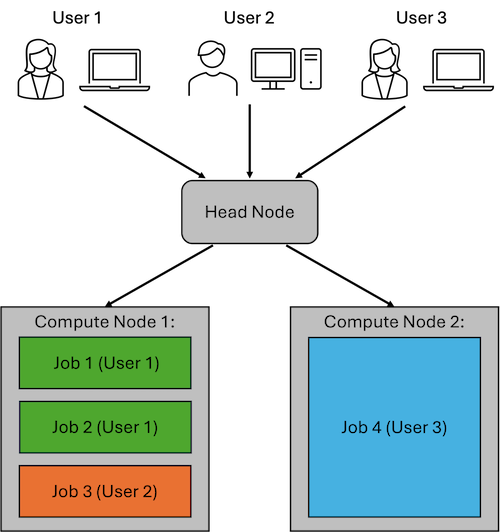 User 1
User 2
User 3
Head Node
Compute Node 1:
Job 1 (User 1)
Job 2 (User 1)
Job 3 (User 2)
Compute Node 2:
Job 4 (User 3)